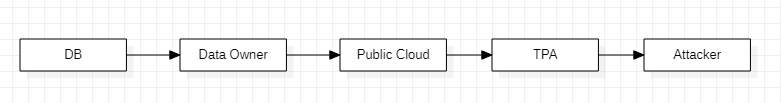 DB
Data Owner
Public Cloud
TPA
Attacker